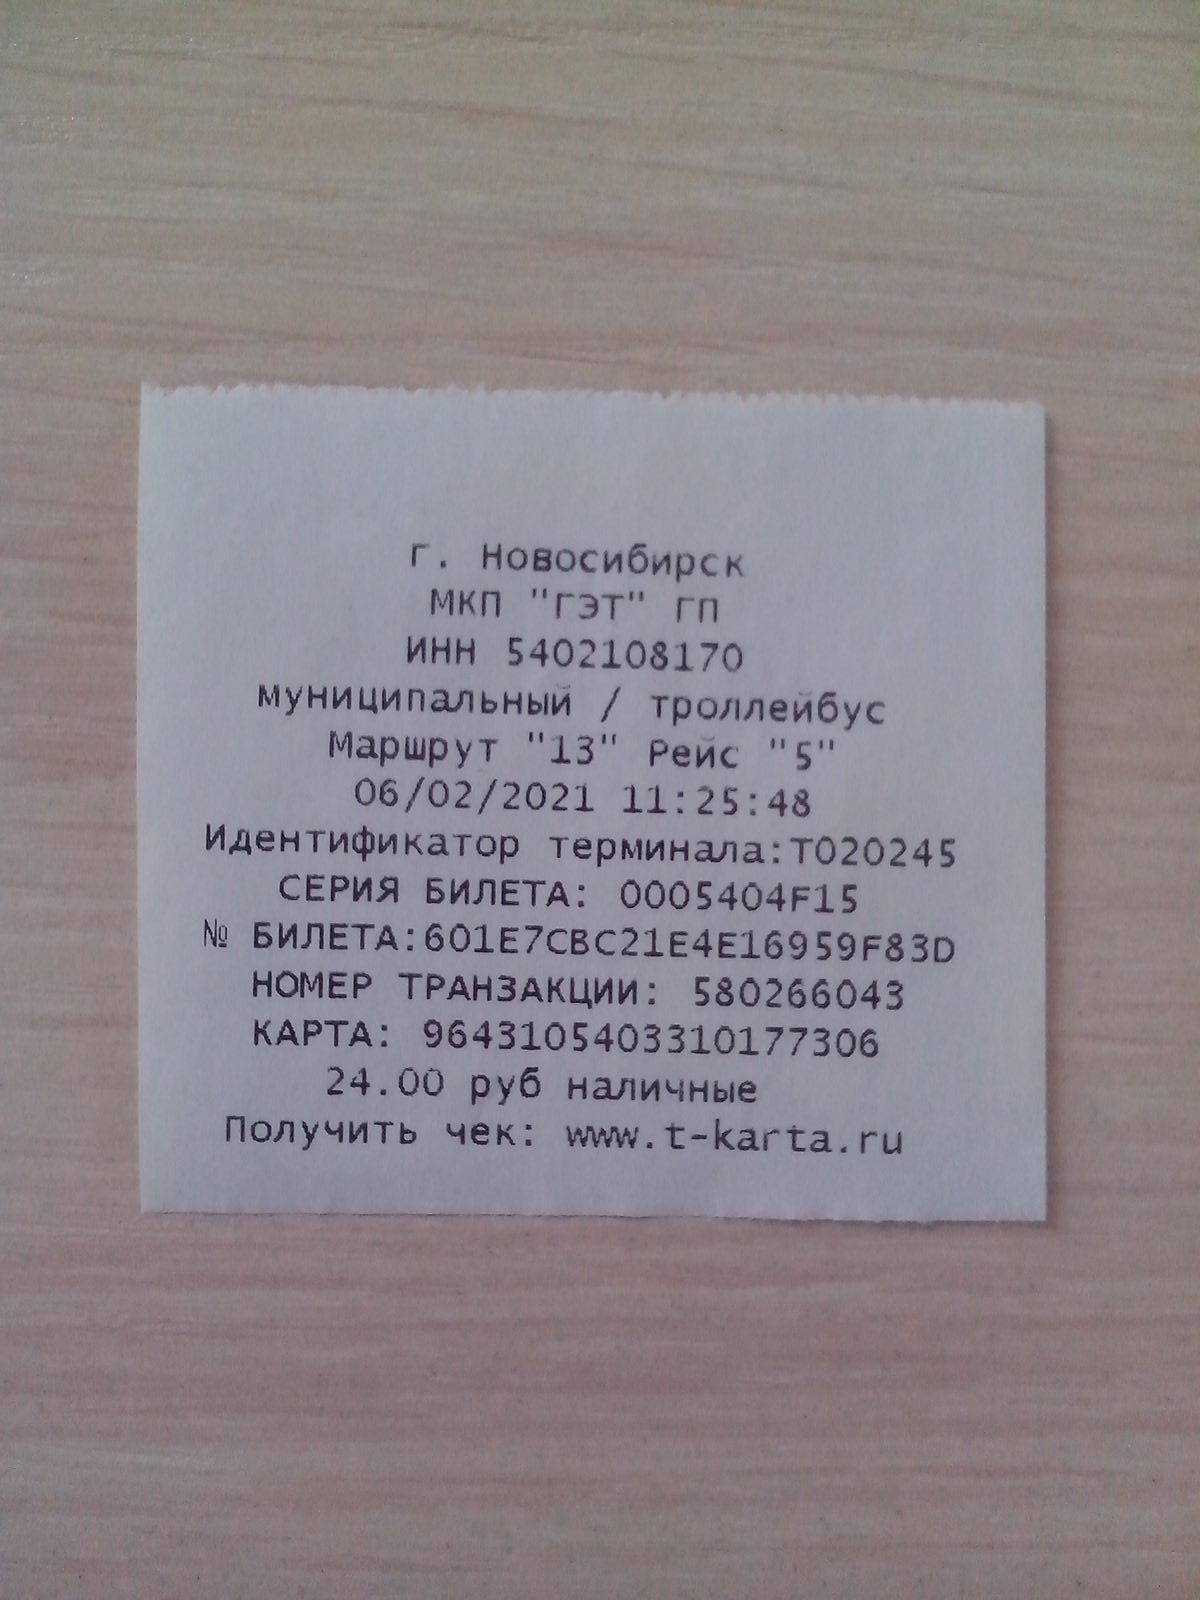 г. Новосибирск
МКП "ГЭТ" ГП
ИНН 5402108170
муниципальный / троллейбус
Маршрут "13" Рейс "5"
06/02/2021 11:25:48
Идентификатор терминала:T020245
СЕРИЯ БИЛЕТА: 0005404F15
№ БИЛЕТА:601E7CBC21E4E16959F83D
НОМЕР ТРАНЗАКЦИИ: 580266043
КАРТА: 9643105403310177306
24.00 руб наличные
Получить чек: www.t-karta.ru